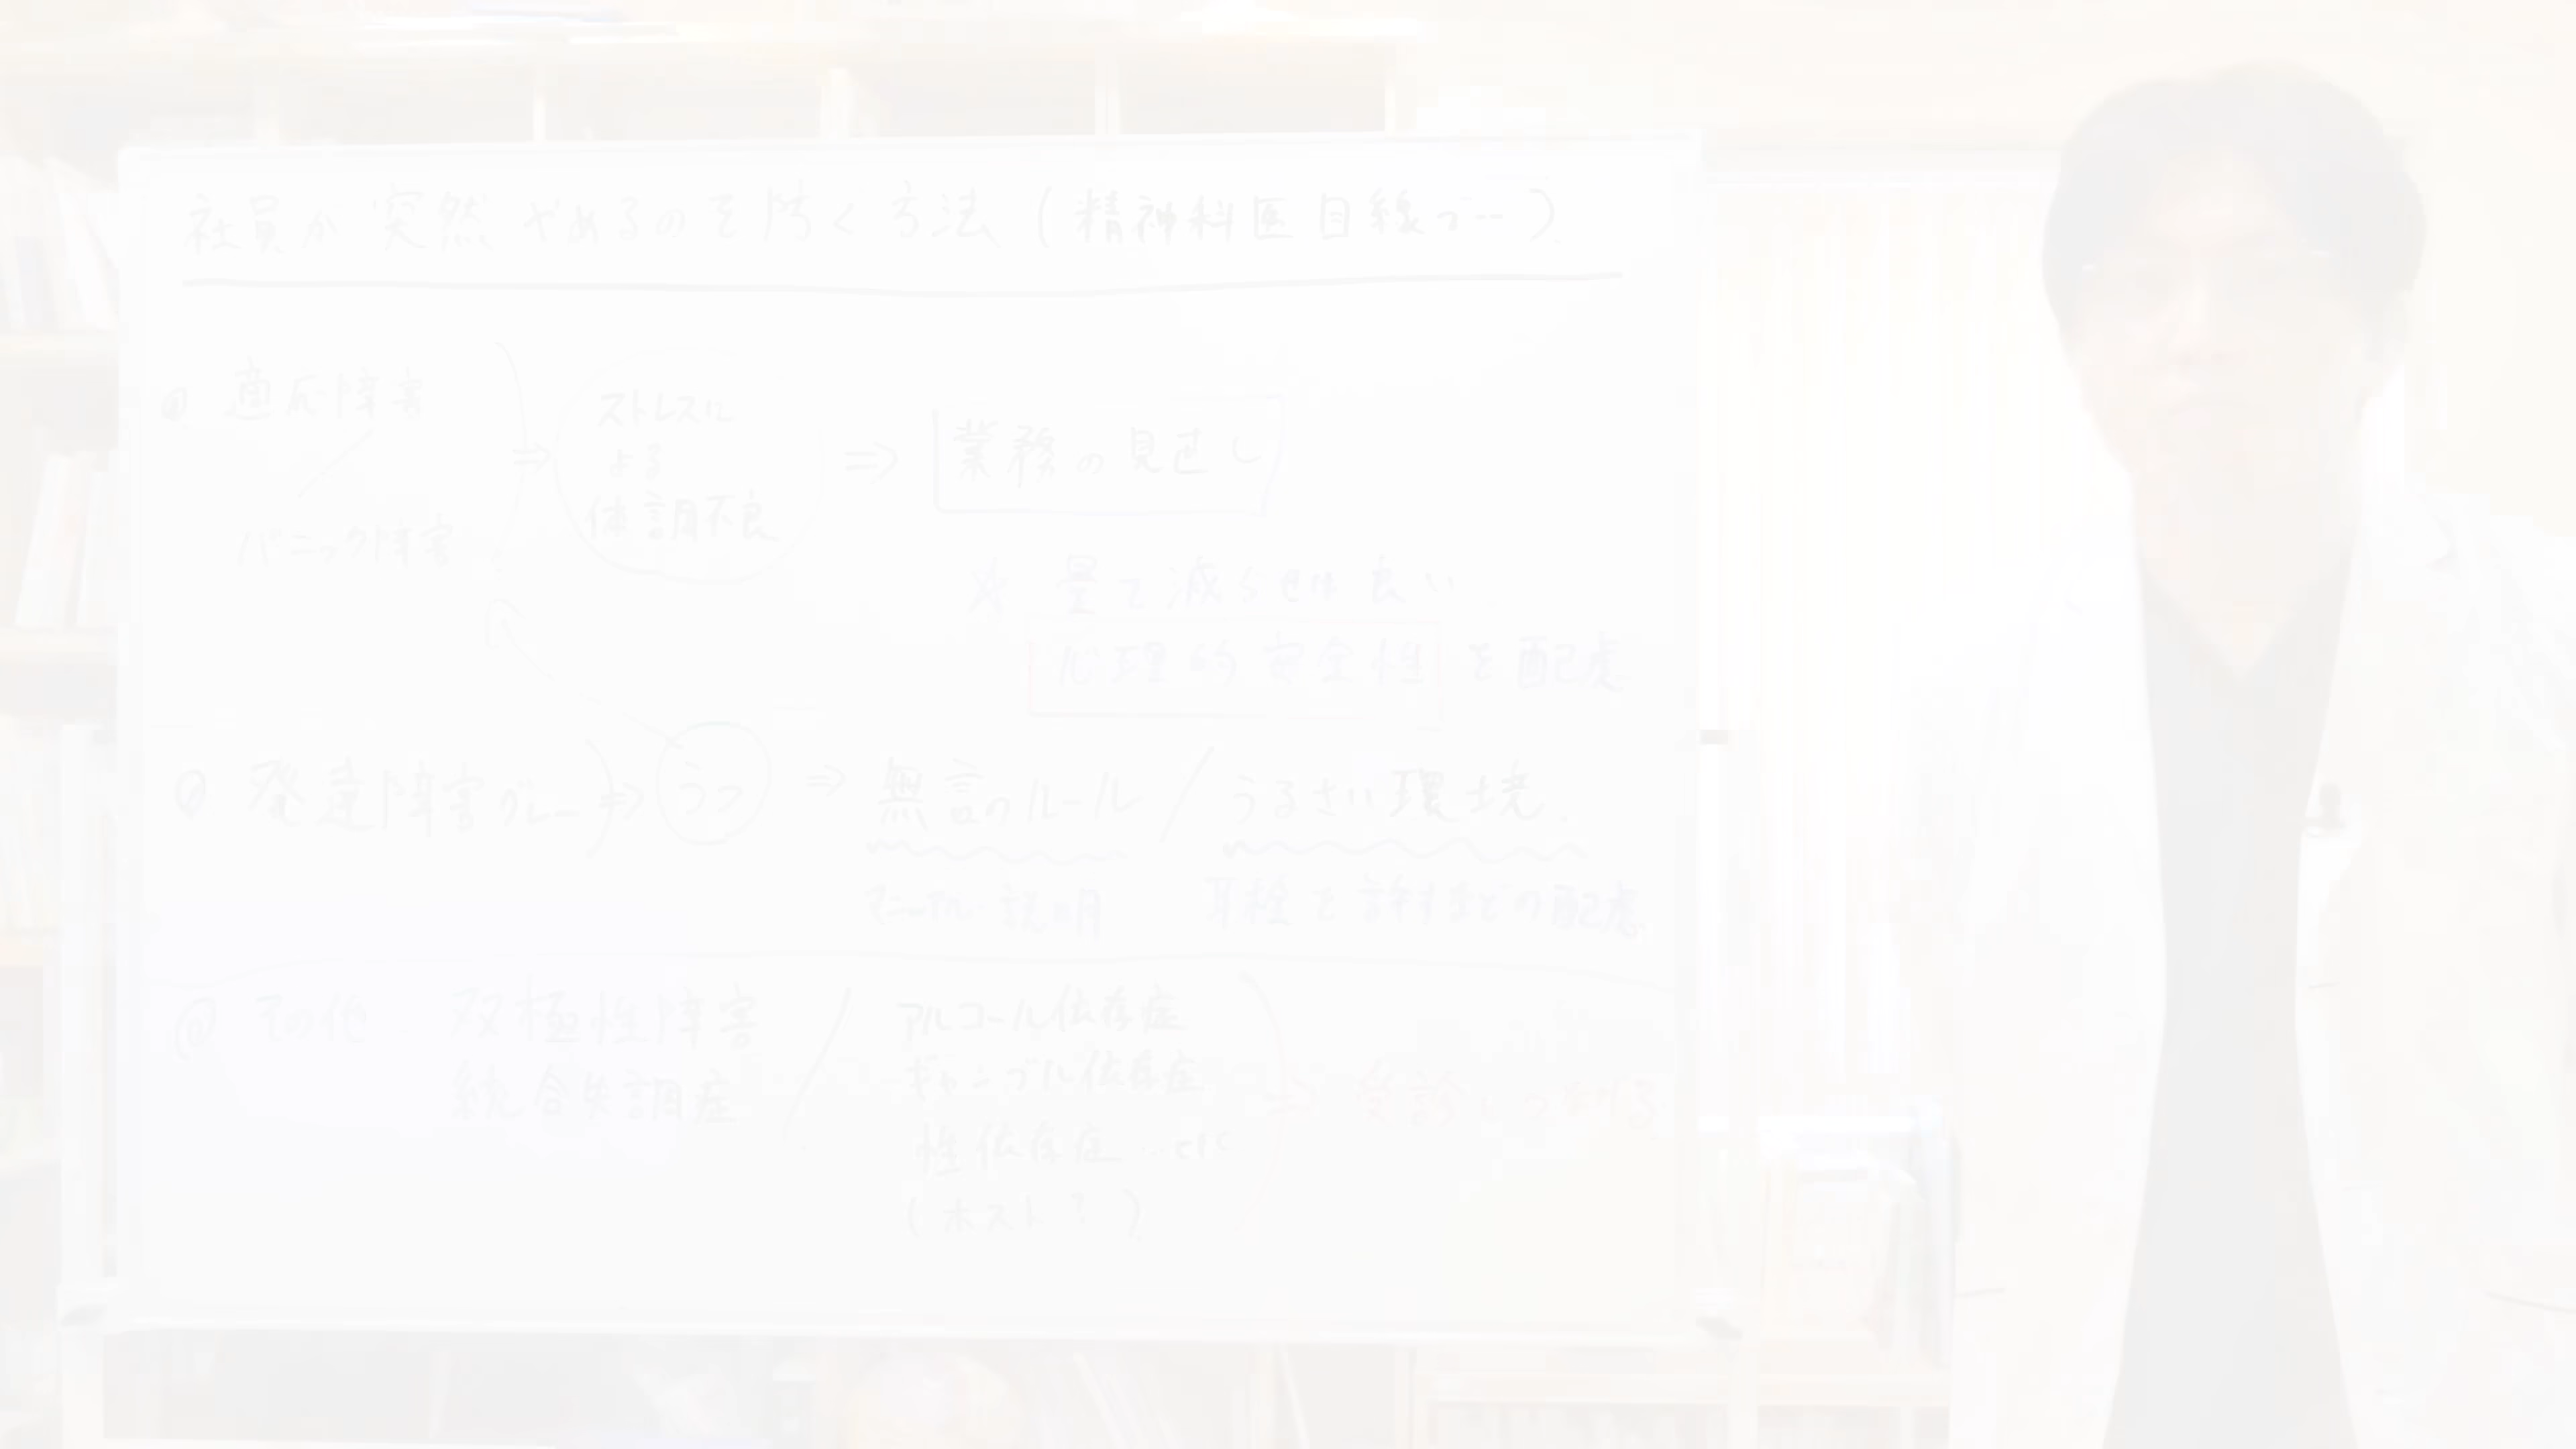 社員が突然やめるのを防ぐ方法(精神科医目線で…)
適応障害
パニック障害
⇒
ストレスに
よる
体調不良
⇒ 業務の見直し
量を減らせば良い
心理的安全性 を配慮
発達障害グレー ⇒ うつ ⇒ 無言のルール / うるさい環境
マニュアル・説明 耳栓を許すなどの配慮
その他 双極性障害 / アルコール依存症
統合失調症 ギャンブル依存症
性依存症…etc
(ホスト?)
⇒ 受診